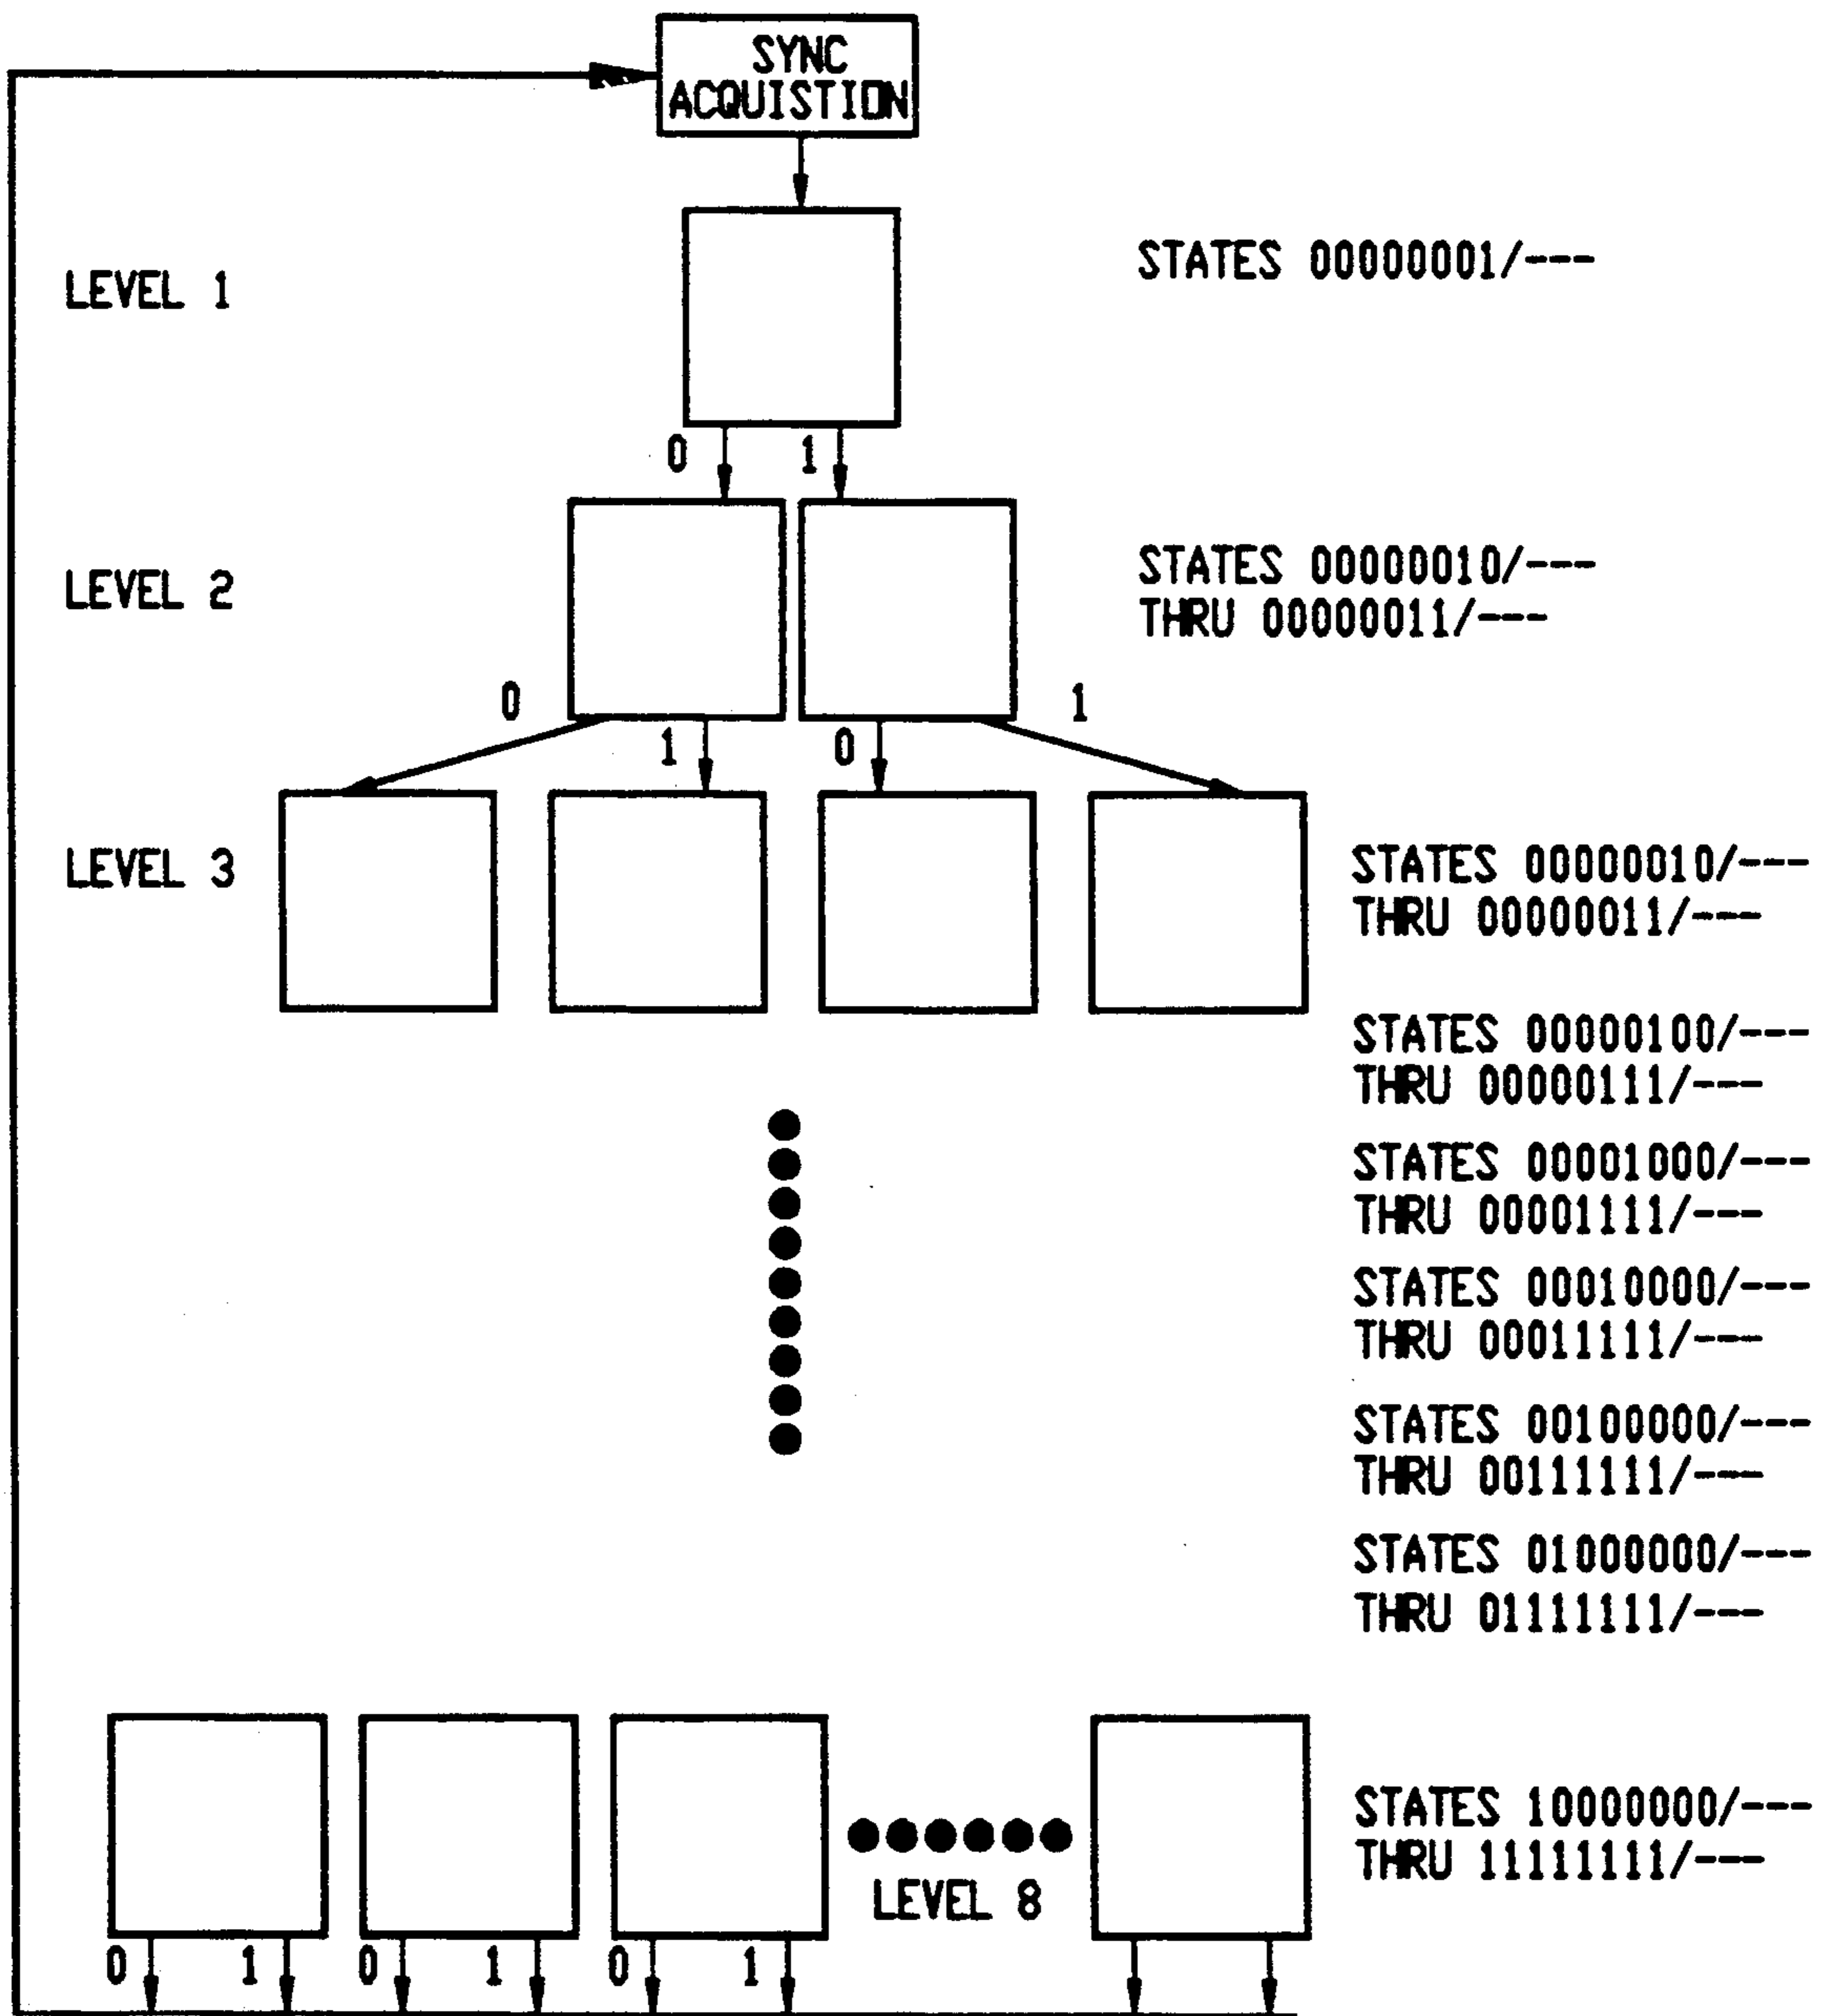 SYNC
ACQUISTION
LEVEL 1
STATES 00000001/---
0 1
LEVEL 2
STATES 00000010/---
THRU 00000011/---
0 1 0 1
LEVEL 3
STATES 00000010/---
THRU 00000011/---
STATES 00000100/---
THRU 00000111/---
STATES 00001000/---
THRU 00001111/---
STATES 00010000/---
THRU 00011111/---
STATES 00100000/---
THRU 00111111/---
STATES 01000000/---
THRU 01111111/---
STATES 10000000/---
THRU 11111111/---
LEVEL 8
0 1 0 1 0 1